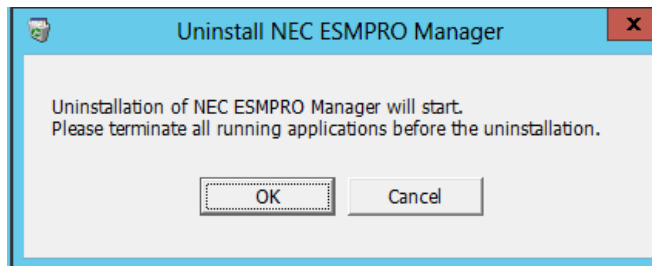 Uninstall NEC ESMPRO Manager
x
Uninstallation of NEC ESMPRO Manager will start.
Please terminate all running applications before the uninstallation.
OK
Cancel